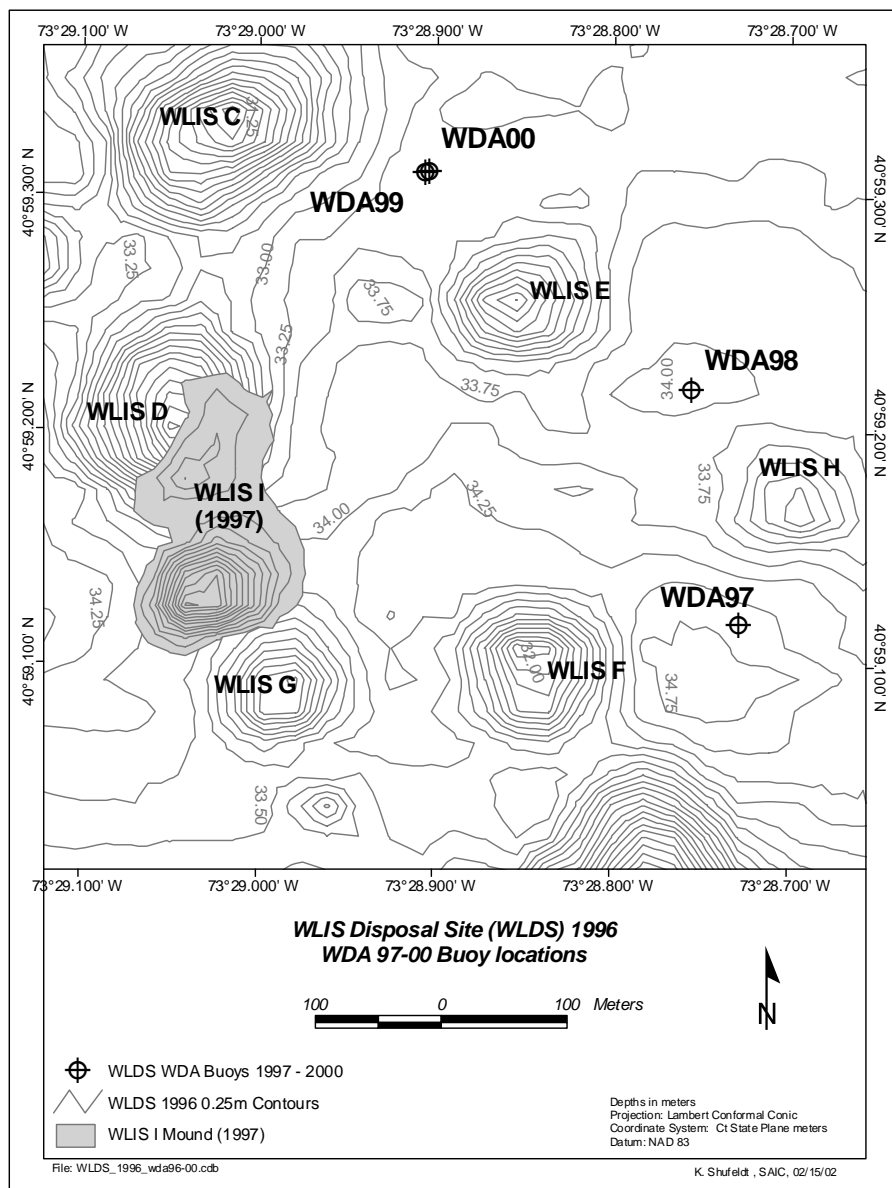 73°29.100' W 73°29.000' W 73°28.900' W 73°28.800' W 73°28.700' W
WLIS C
31.25
WDA00
40°59.300' N
WDA99
40°59.300' N
33.25
33.00
33.75
WLIS E
33.25
WDA98
33.75
34.00
WLIS D
40°59.200' N
40°59.200' N
WLIS H
33.75
WLIS I
(1997)
34.25
34.00
34.25
WDA97
40°59.100' N
32.00
WLIS F
40°59.100' N
WLIS G
34.75
33.50
73°29.100' W 73°29.000' W 73°28.900' W 73°28.800' W 73°28.700' W
WLIS Disposal Site (WLDS) 1996
WDA 97-00 Buoy locations
100 0 100 Meters
N
WLDS WDA Buoys 1997 - 2000
WLDS 1996 0.25m Contours
WLIS I Mound (1997)
Depths in meters
Projection: Lambert Conformal Conic
Coordinate System: Ct State Plane meters
Datum: NAD 83
File: WLDS_1996_wda96-00.cdb
K. Shufeldt , SAIC, 02/15/02